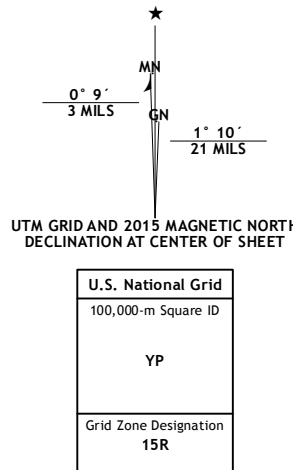 MN
0° 9´
3 MILS
GN
1° 10´
21 MILS
UTM GRID AND 2015 MAGNETIC NORTH
DECLINATION AT CENTER OF SHEET
U.S. National Grid
100,000-m Square ID
YP
Grid Zone Designation
15R